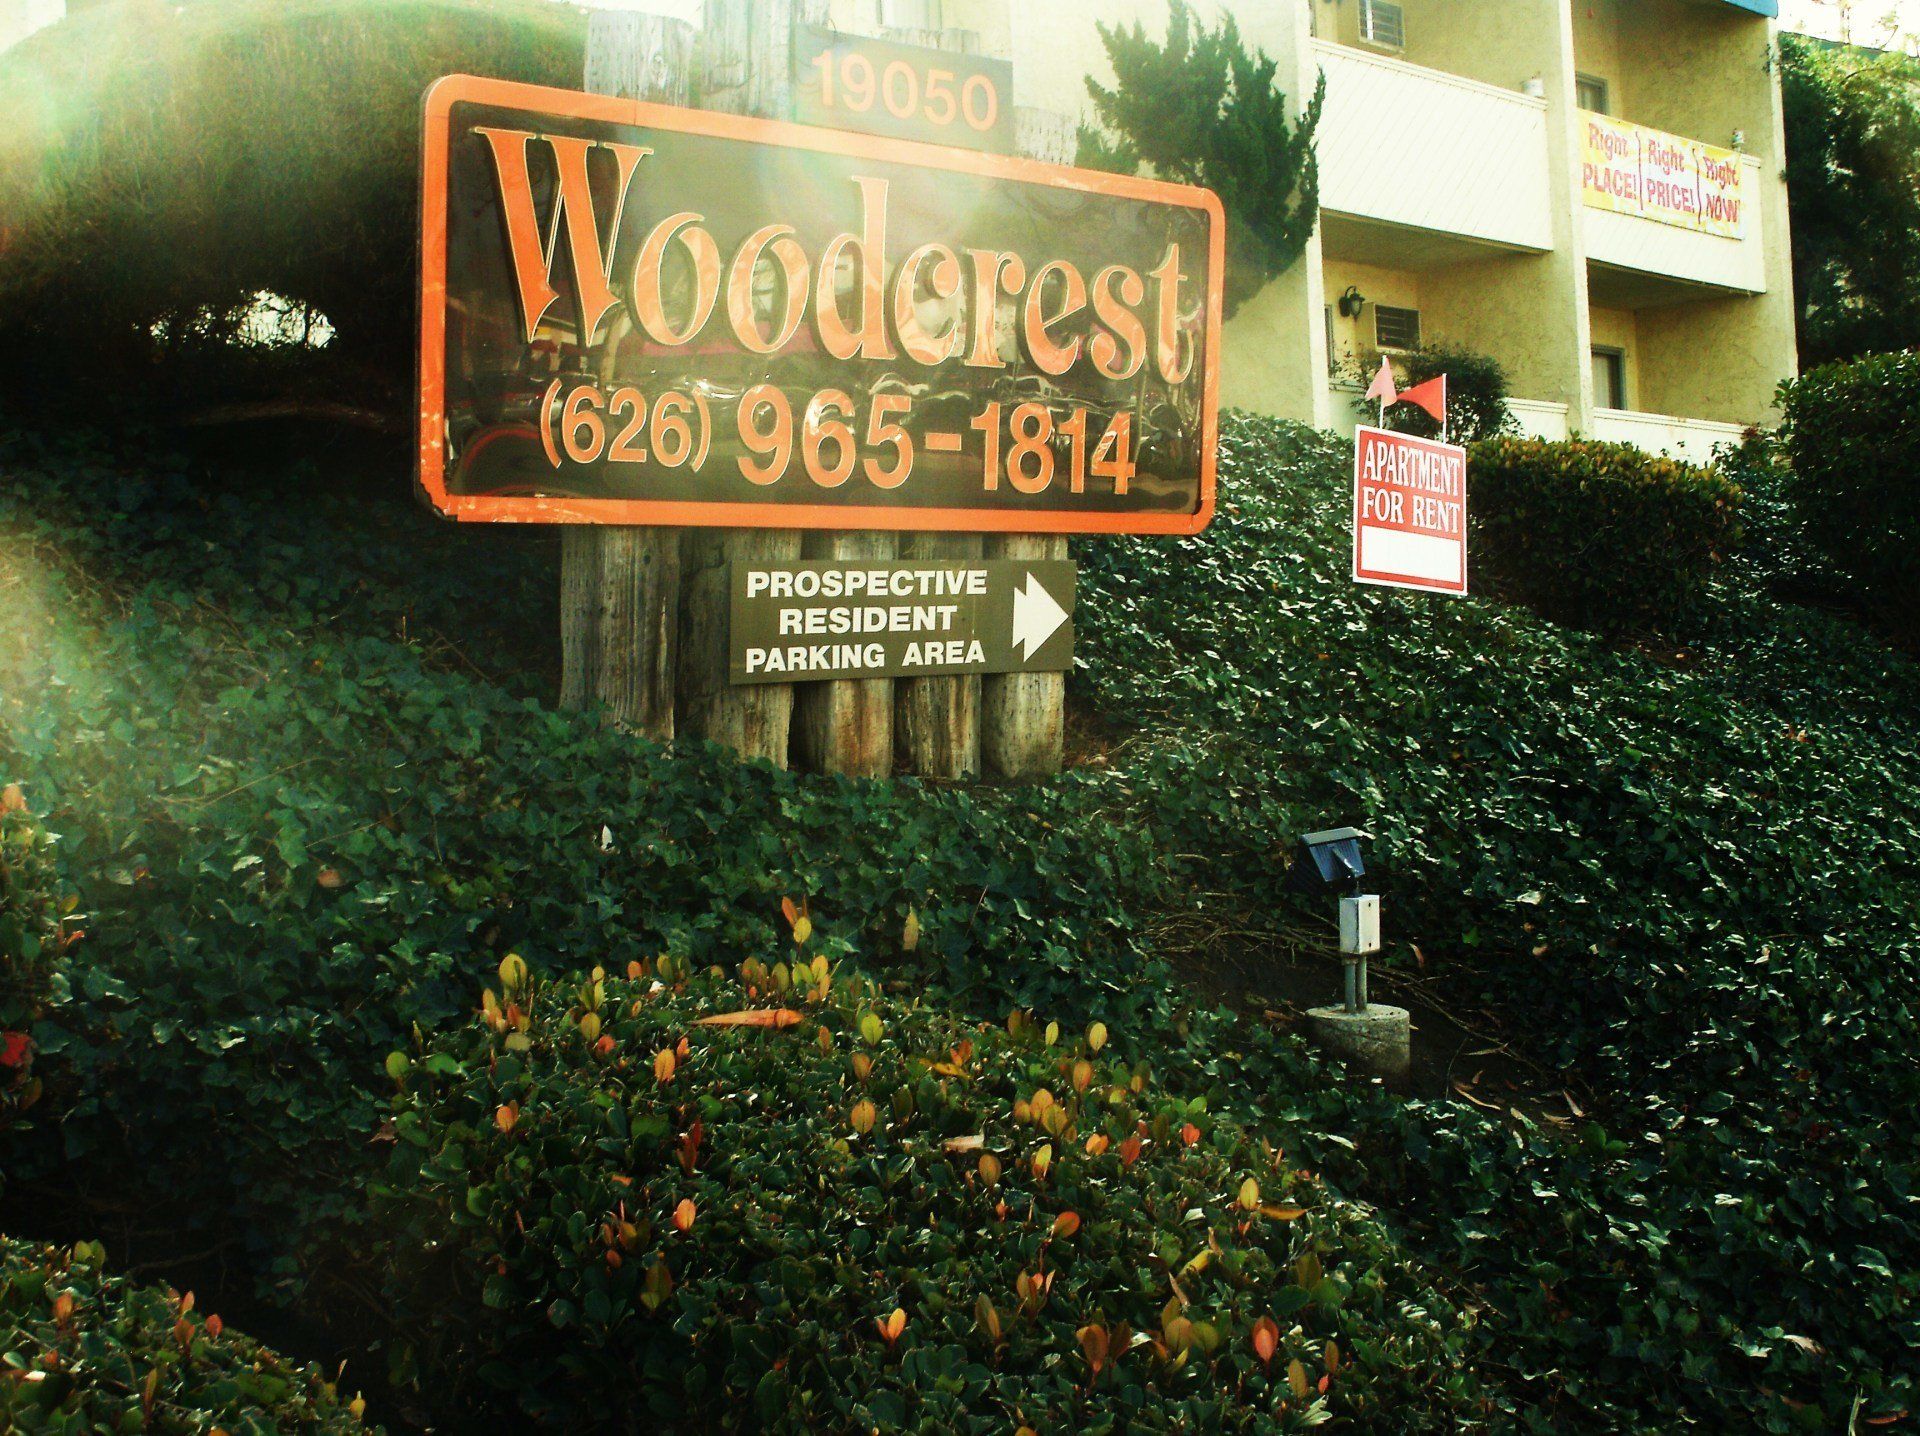 19050
Woodcrest
(626) 965-1814
PROSPECTIVE
RESIDENT
PARKING AREA
APARTMENT
FOR RENT
Right Right Right
PLACE! PRICE! NOW